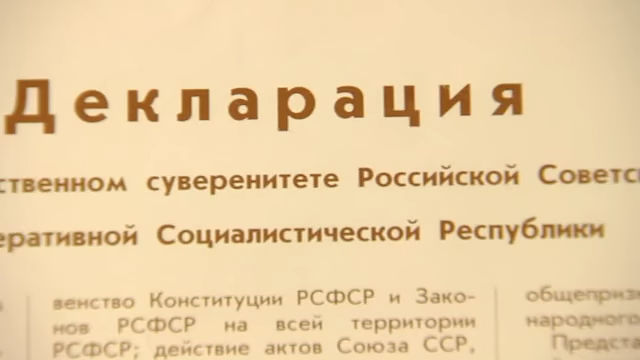 Декларация
ственном суверенитете Российской Советс
еративной Социалистической Республики
венство Конституции РСФСР и Зако-
нов РСФСР на всей территории
РСФСР; действие актов Союза ССР,
общепризн
народного
Предста